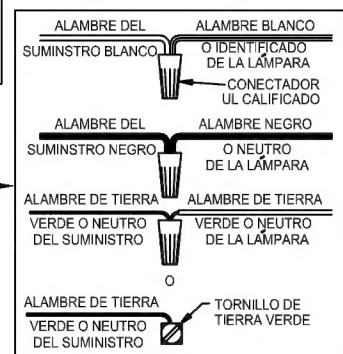 ALAMBRE DEL
SUMINSTRO BLANCO
ALAMBRE BLANCO
O IDENTIFICADO
DE LA LÁMPARA
CONECTADOR
UL CALIFICADO
ALAMBRE DEL
SUMINSTRO NEGRO
ALAMBRE NEGRO
O NEUTRO
DE LA LÁMPARA
ALAMBRE DE TIERRA
VERDE O NEUTRO
DEL SUMINISTRO
ALAMBRE DE TIERRA
VERDE O NEUTRO
DE LA LÁMPARA
O
ALAMBRE DE TIERRA
VERDE O NEUTRO
DEL SUMINISTRO
TORNILLO DE
TIERRA VERDE